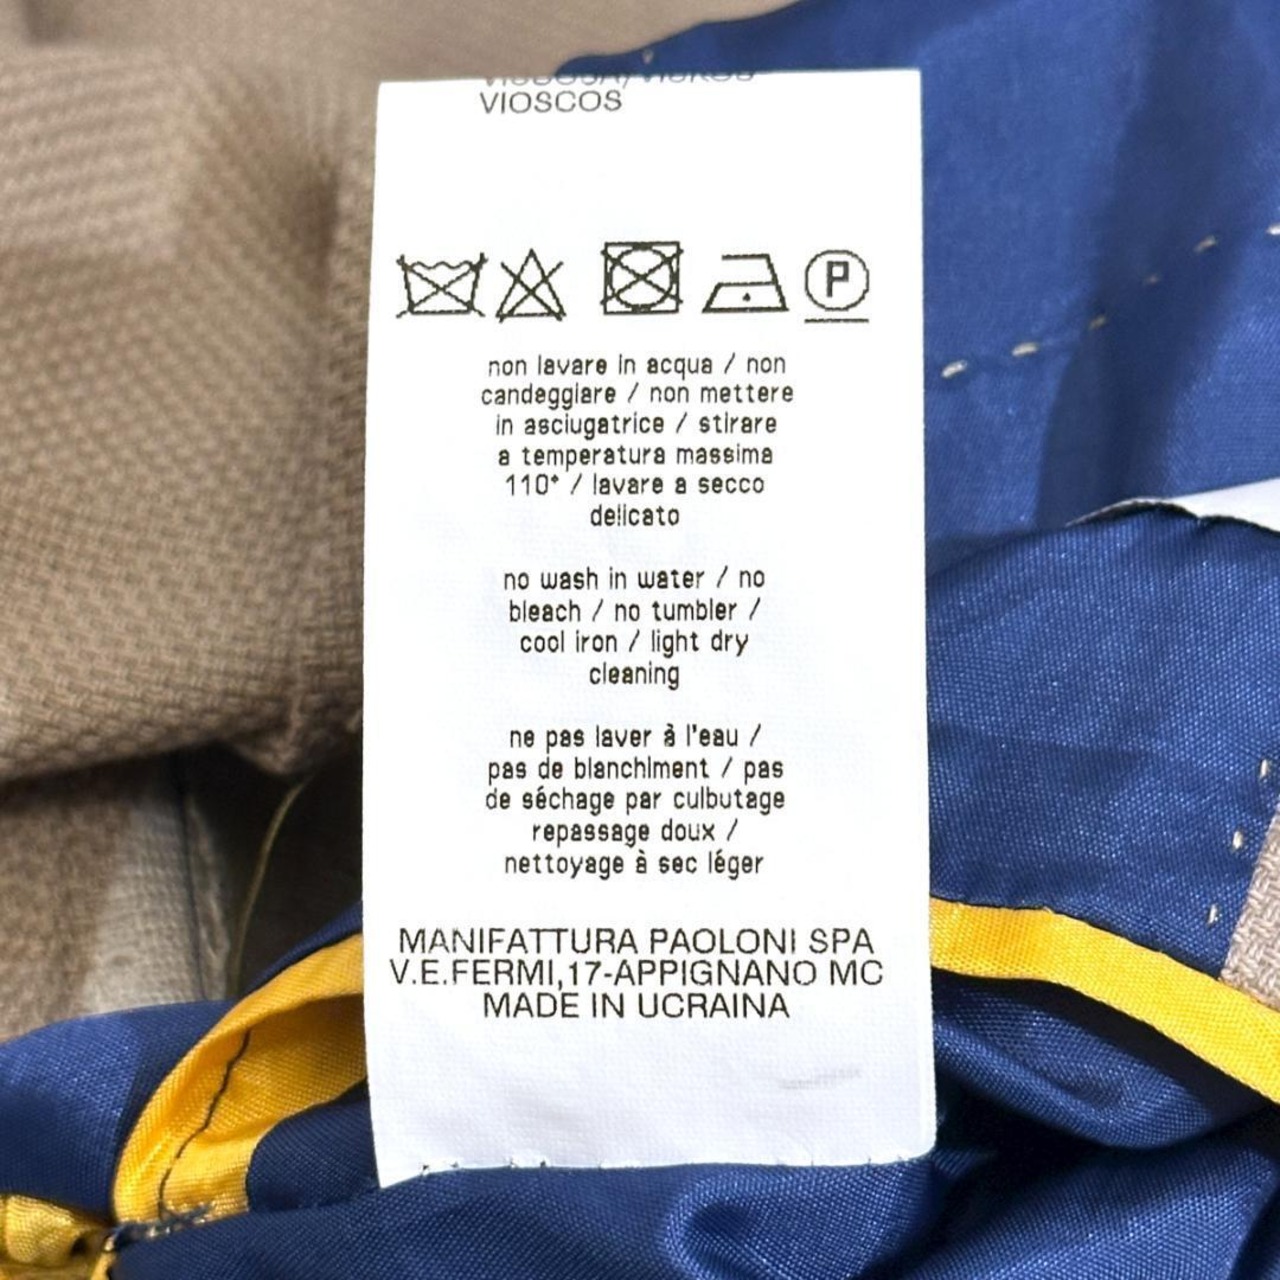 VISCOSA/VISKOS
VIOSCOS
P
non lavare in acqua / non
candeggiare / non mettere
in asciugatrice / stirare
a temperatura massima
110° / lavare a secco
delicato
no wash in water / no
bleach / no tumbler /
cool iron / light dry
cleaning
ne pas laver à l'eau /
pas de blanchiment / pas
de séchage par culbutage
repassage doux /
nettoyage à sec léger
MANIFATTURA PAOLONI SPA
V.E.FERMI,17-APPIGNANO MC
MADE IN UCRAINA